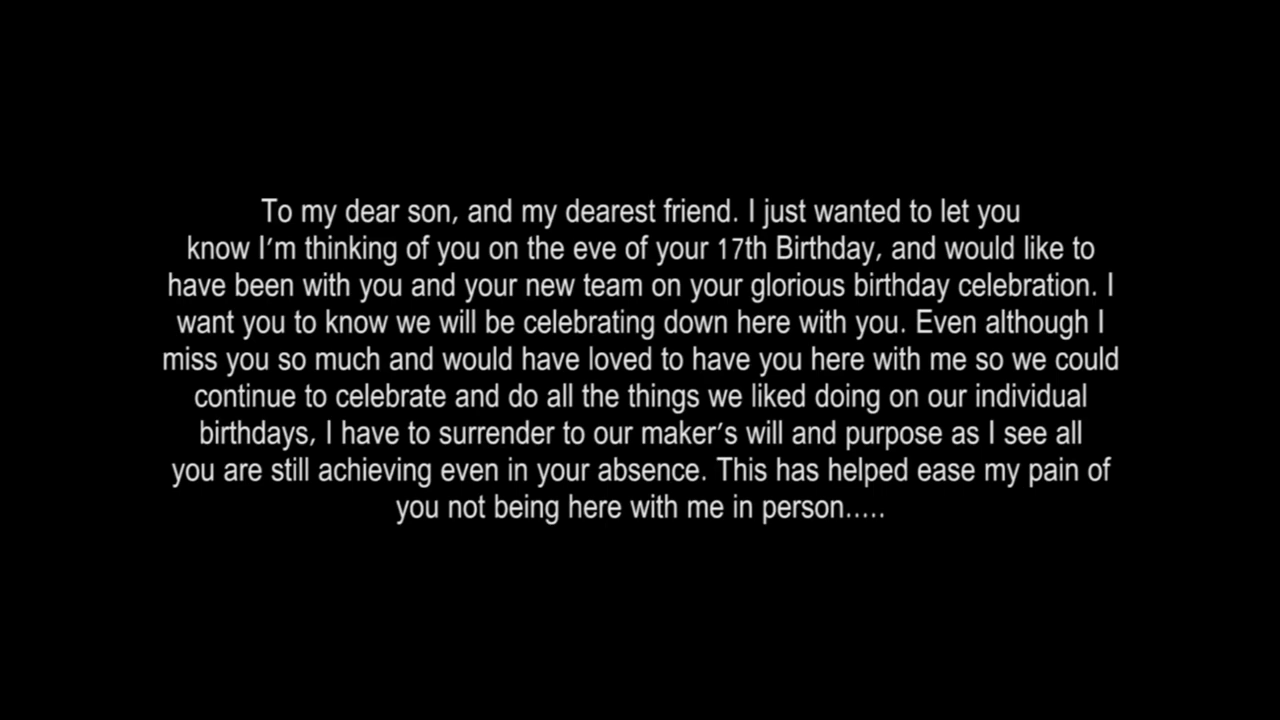 To my dear son, and my dearest friend. I just wanted to let you
know I'm thinking of you on the eve of your 17th Birthday, and would like to
have been with you and your new team on your glorious birthday celebration. I
want you to know we will be celebrating down here with you. Even although I
miss you so much and would have loved to have you here with me so we could
continue to celebrate and do all the things we liked doing on our individual
birthdays, I have to surrender to our maker's will and purpose as I see all
you are still achieving even in your absence. This has helped ease my pain of
you not being here with me in person.....